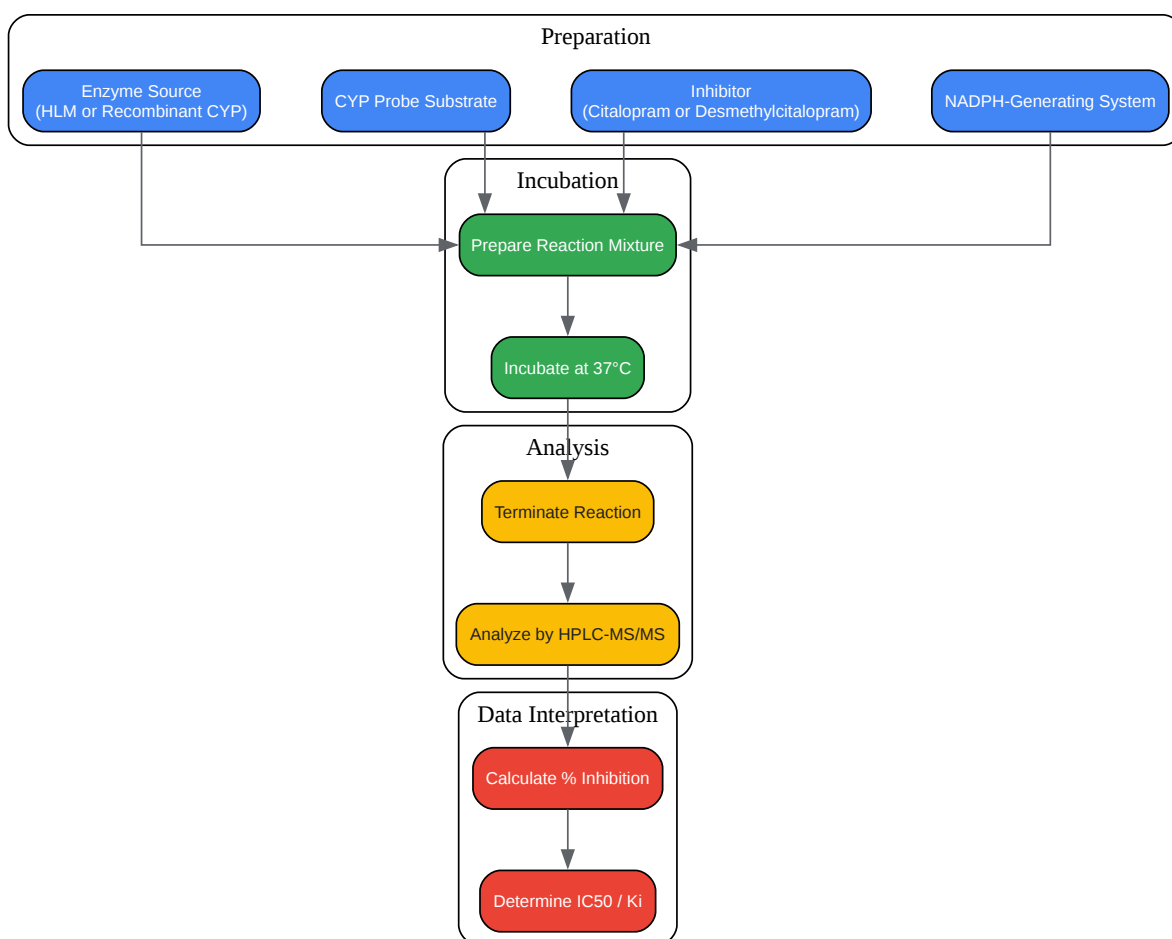 Preparation
Enzyme Source
(HLM or Recombinant CYP)
CYP Probe Substrate
Inhibitor
(Citalopram or Desmethylcitalopram)
NADPH-Generating System
Incubation
Prepare Reaction Mixture
Incubate at 37°C
Analysis
Terminate Reaction
Analyze by HPLC-MS/MS
Data Interpretation
Calculate % Inhibition
Determine IC50 / Ki